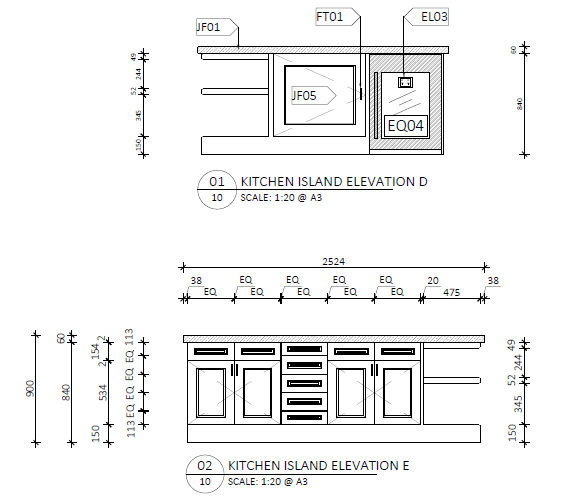 FT01 EL03
JF01
49
244
52
345
150
60
840
JF05
EQ04
01 KITCHEN ISLAND ELEVATION D
10 SCALE: 1:20 @ A3
2524
38 EQ EQ EQ EQ 20 38
EQ EQ EQ EQ EQ 475
900
60
840
2
154
2
534
150
113
EQ
EQ
EQ
113
49
244
52
345
150
02 KITCHEN ISLAND ELEVATION E
10 SCALE: 1:20 @ A3